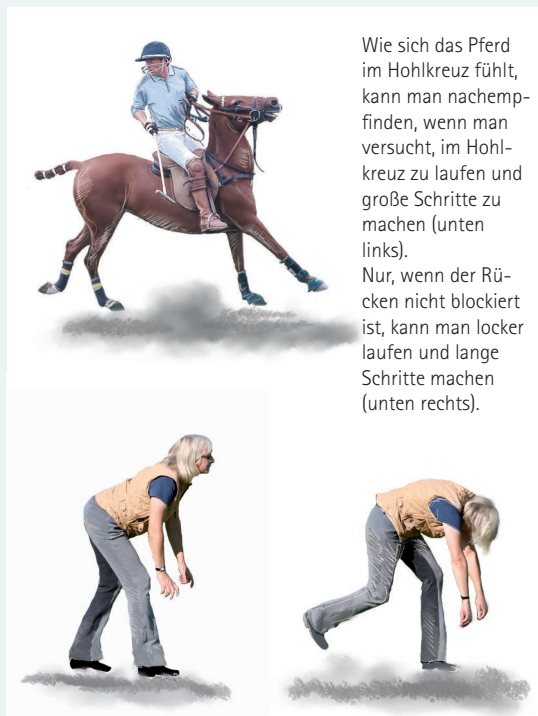 Wie sich das Pferd
im Hohlkreuz fühlt,
kann man nachemp-
finden, wenn man
versucht, im Hohl-
kreuz zu laufen und
große Schritte zu
machen (unten
links).
Nur, wenn der Rü-
cken nicht blockiert
ist, kann man locker
laufen und lange
Schritte machen
(unten rechts).